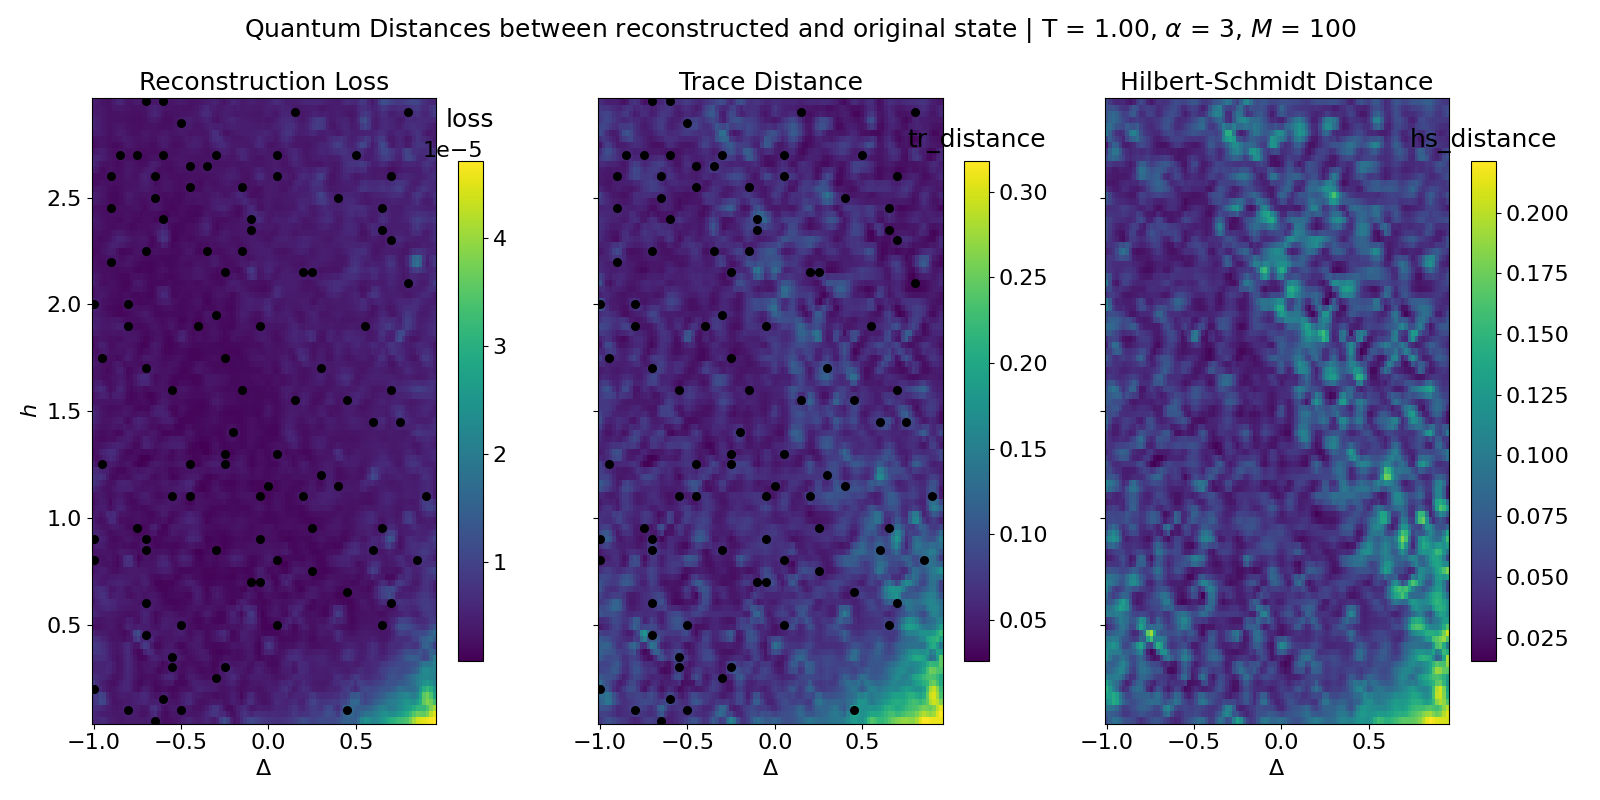 Quantum Distances between reconstructed and original state | T = 1.00, α = 3, M = 100
Reconstruction Loss
Trace Distance
Hilbert-Schmidt Distance
loss
1e−5
4
3
2
1
tr_distance
0.30
0.25
0.20
0.15
0.10
0.05
hs_distance
0.200
0.175
0.150
0.125
0.100
0.075
0.050
0.025
h
2.5
2.0
1.5
1.0
0.5
−1.0 −0.5 0.0 0.5
−1.0 −0.5 0.0 0.5
−1.0 −0.5 0.0 0.5
Δ
Δ
Δ